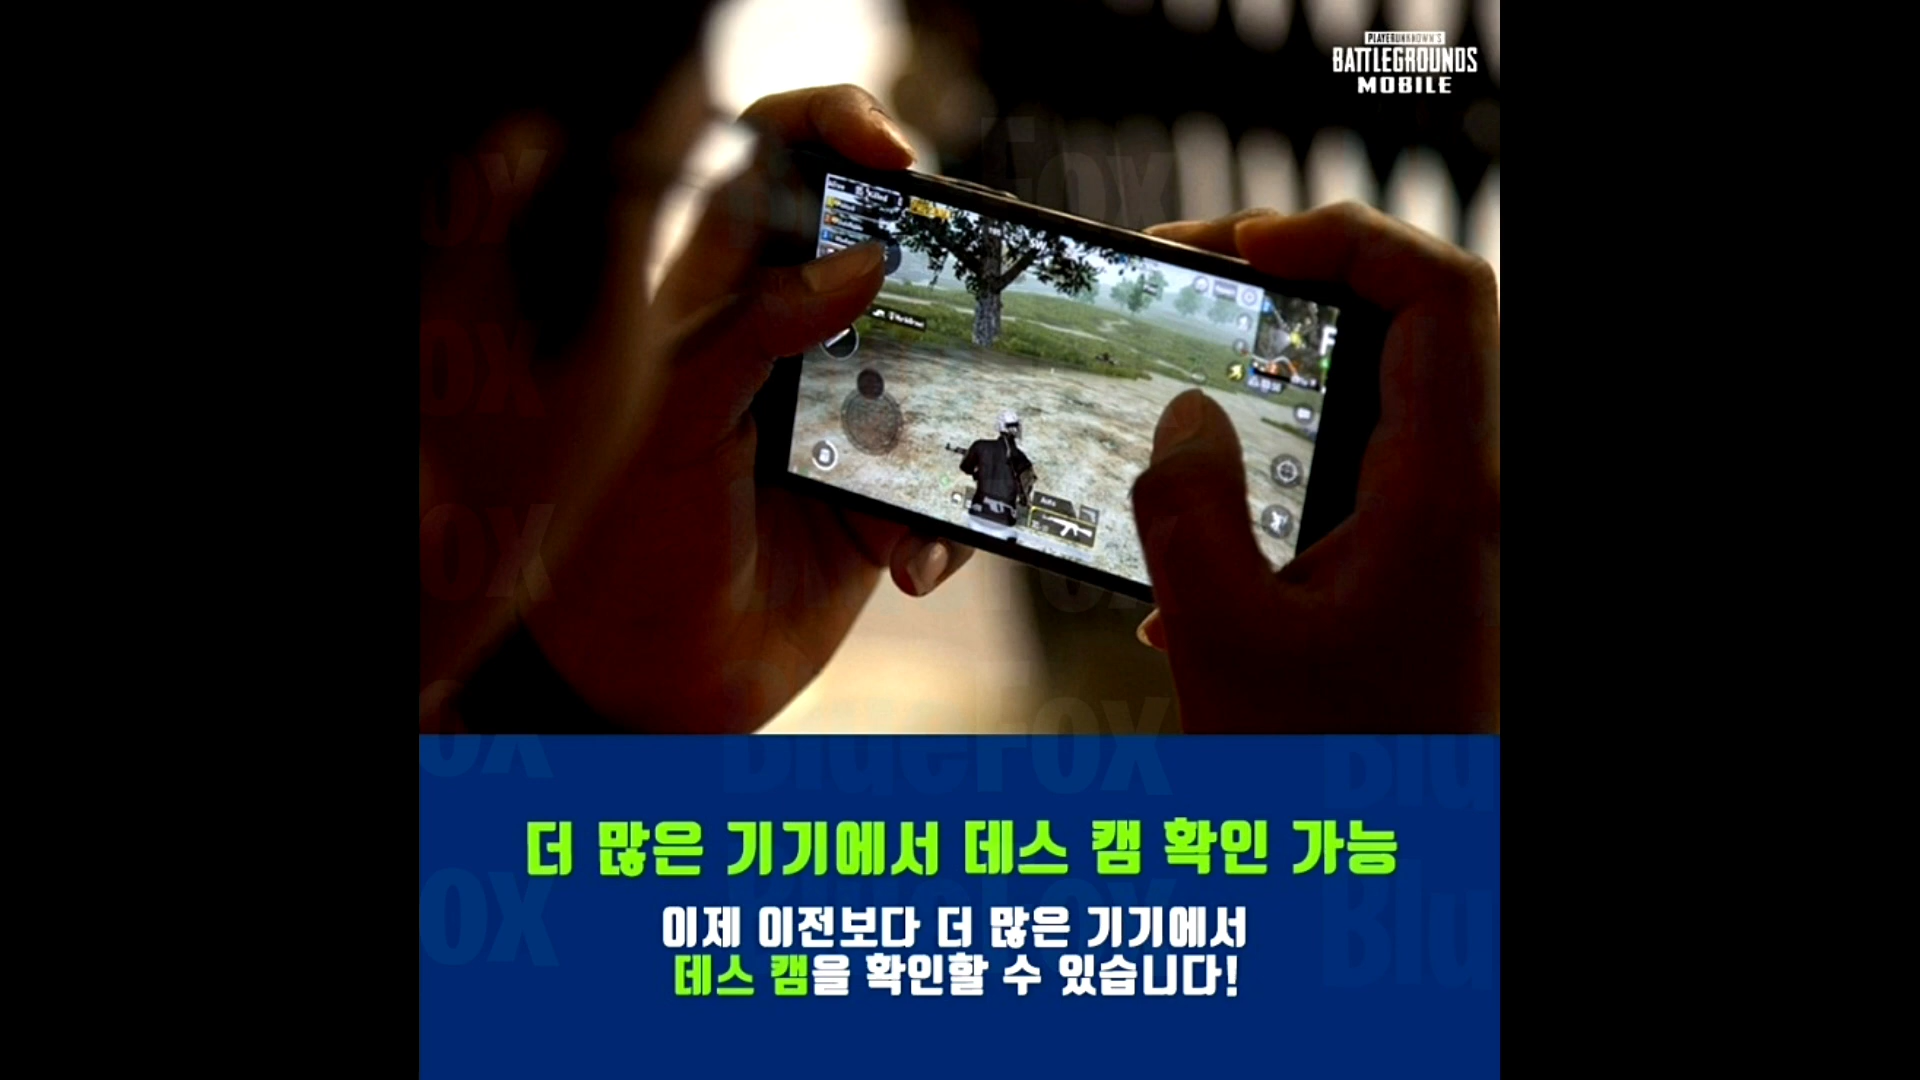 PLAYERUNKNOWN'S
BATTLEGROUNDS
MOBILE
더 많은 기기에서 데스 캠 확인 가능
이제 이전보다 더 많은 기기에서
데스 캠을 확인할 수 있습니다!
BlueFox